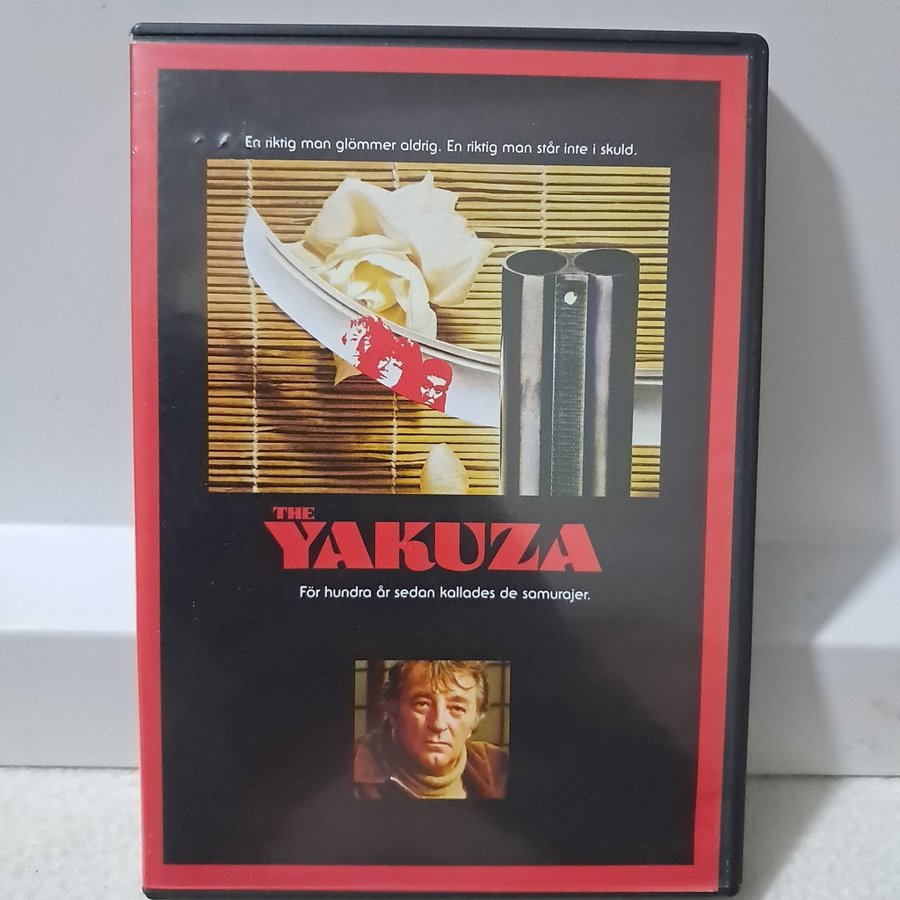 En riktig man glömmer aldrig. En riktig man står inte i skuld.
THE
YAKUZA
För hundra år sedan kallades de samurajer.